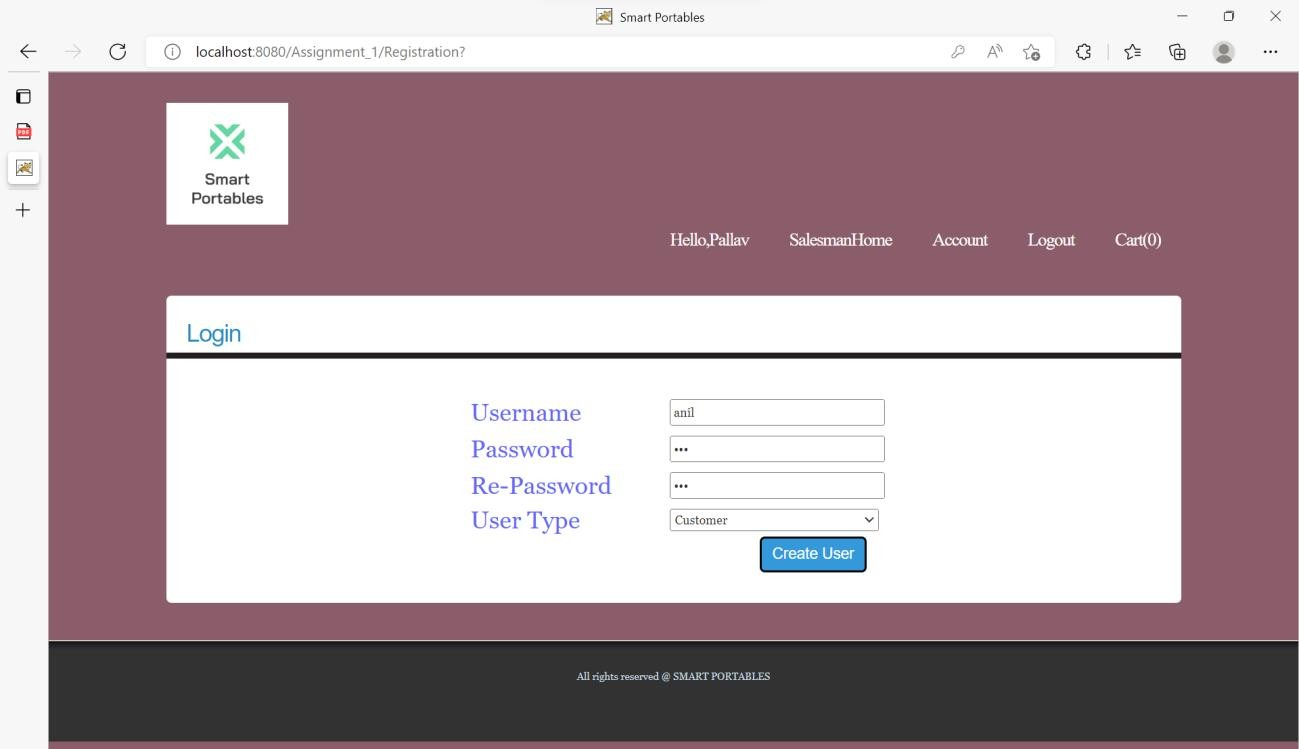 Smart Portables
localhost:8080/Assignment_1/Registration?
PDF
Smart
Portables
Hello,Pallav SalesmanHome Account Logout Cart(0)
Login
Username anil
Password •••
Re-Password •••
User Type Customer
Create User
All rights reserved @ SMART PORTABLES